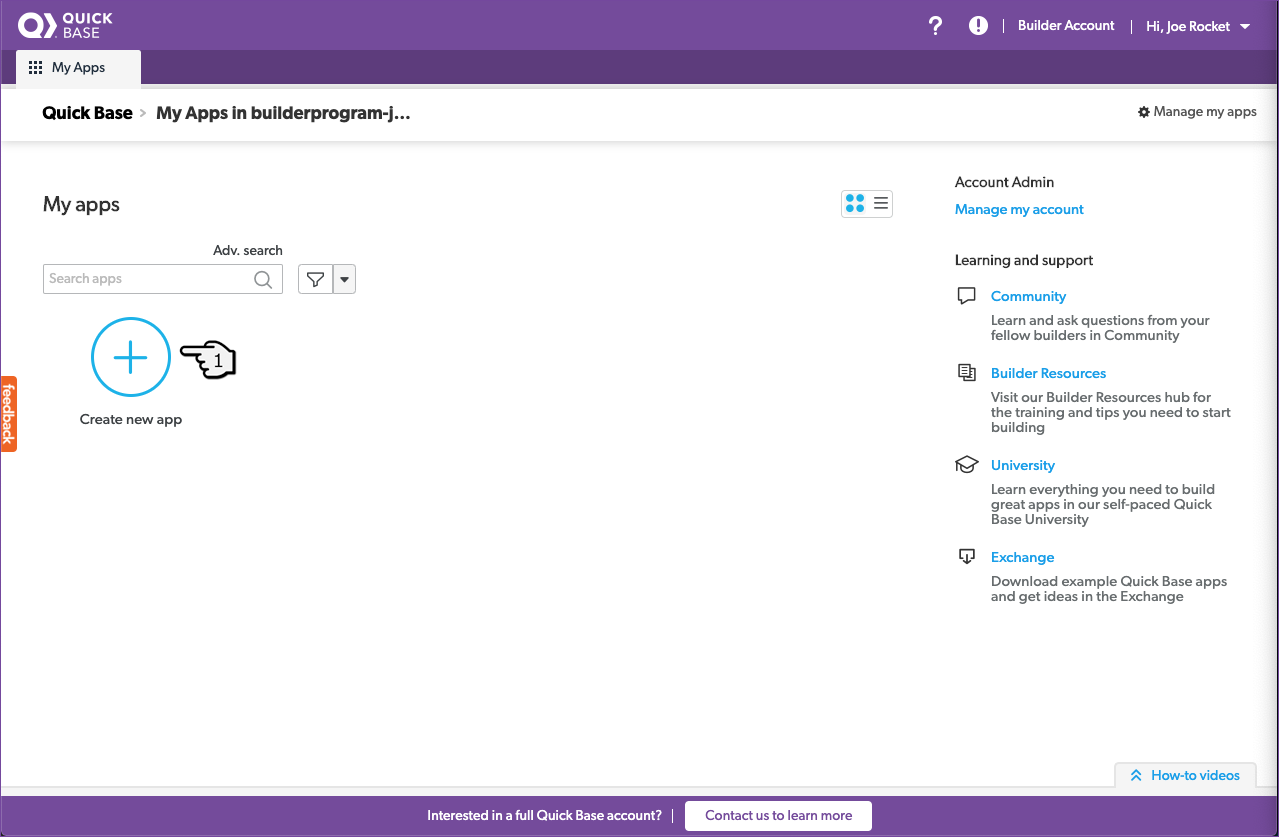 QUICK
BASE
? ! Builder Account Hi, Joe Rocket
My Apps
Quick Base > My Apps in builderprogram-j...
Manage my apps
My apps
Adv. search
Search apps
1
Create new app
feedback
Account Admin
Manage my account
Learning and support
Community
Learn and ask questions from your
fellow builders in Community
Builder Resources
Visit our Builder Resources hub for
the training and tips you need to start
building
University
Learn everything you need to build
great apps in our self-paced Quick
Base University
Exchange
Download example Quick Base apps
and get ideas in the Exchange
How-to videos
Interested in a full Quick Base account? | Contact us to learn more